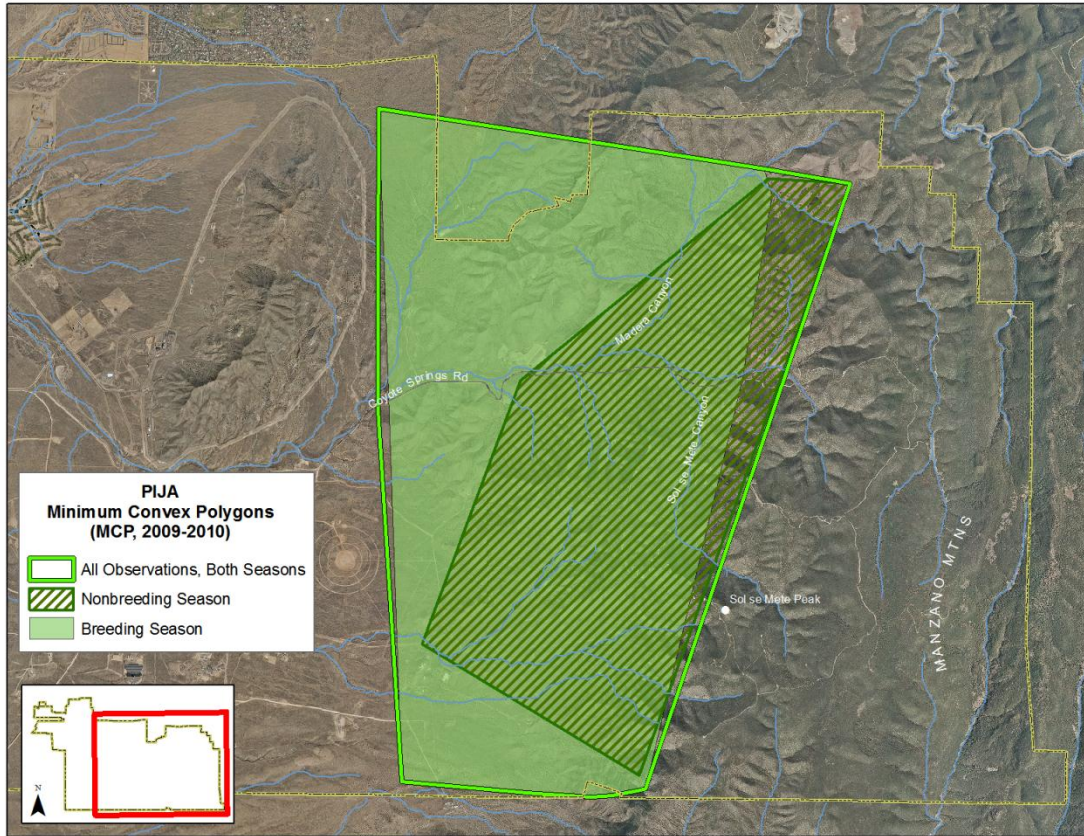 PIJA
Minimum Convex Polygons
(MCP, 2009-2010)
All Observations, Both Seasons
Nonbreeding Season
Breeding Season
Madera Canyon
Coyote Springs Rd
Sol se Mete Canyon
Sol se Mete Peak
MANZANO MTNS
N